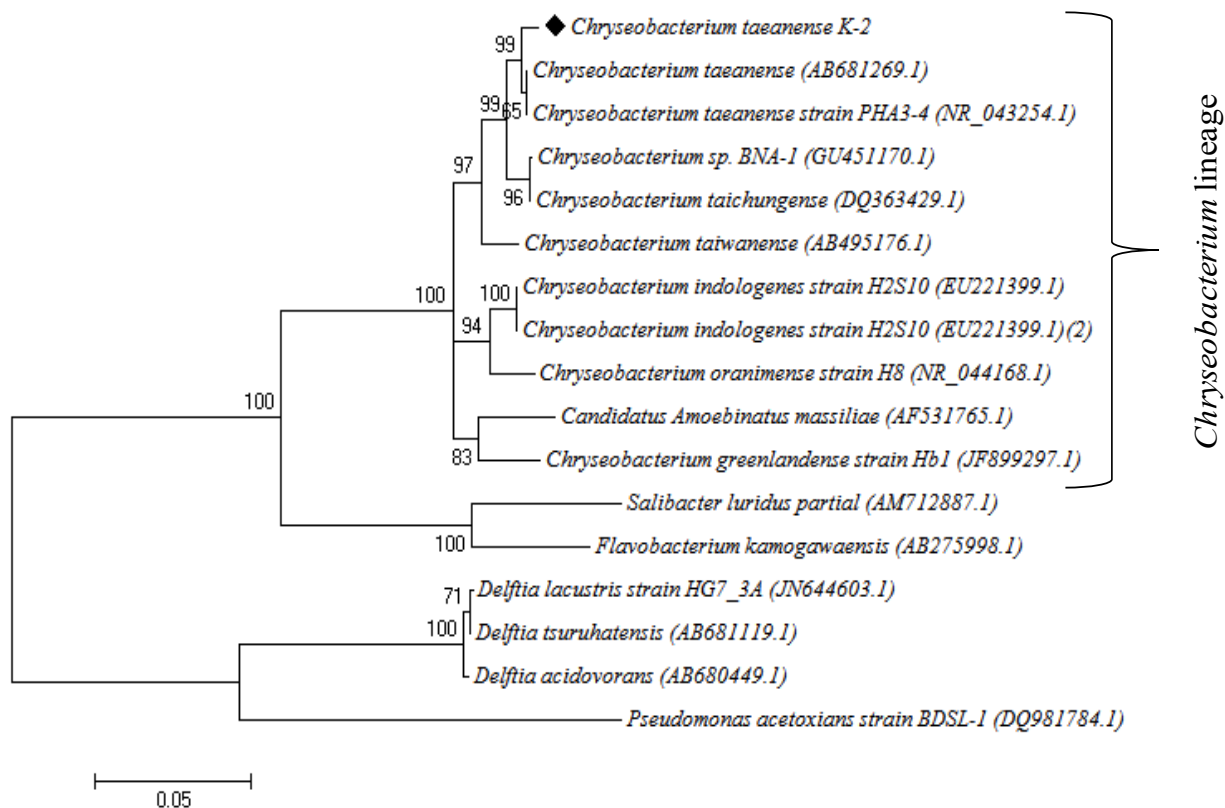 Chryseobacterium taeanense K-2
99
Chryseobacterium taeanense (AB681269.1)
99
65
Chryseobacterium taeanense strain PHA3-4 (NR_043254.1)
Chryseobacterium sp. BNA-1 (GU451170.1)
97
96
Chryseobacterium taichungense (DQ363429.1)
Chryseobacterium taiwanense (AB495176.1)
Chryseobacterium indologenes strain H2S10 (EU221399.1)
100
100
94
Chryseobacterium indologenes strain H2S10 (EU221399.1)(2)
Chryseobacterium oranimense strain H8 (NR_044168.1)
100
Candidatus Amoebinatus massiliae (AF531765.1)
83
Chryseobacterium greenlandense strain Hb1 (JF899297.1)
Salibacter luridus partial (AM712887.1)
100
Flavobacterium kamogawaensis (AB275998.1)
71
Delftia lacustris strain HG7_3A (JN644603.1)
100
Delftia tsuruhatensis (AB681119.1)
Delftia acidovorans (AB680449.1)
Pseudomonas acetoxians strain BDSL-1 (DQ981784.1)
0.05
Chryseobacterium lineage